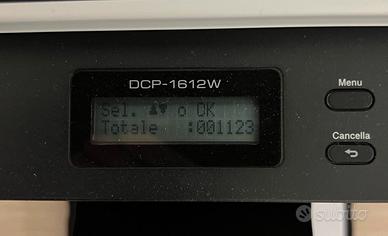 DCP-1612W
Sel. ▲▼ o OK
Totale :001123
Menu
Cancella
subito